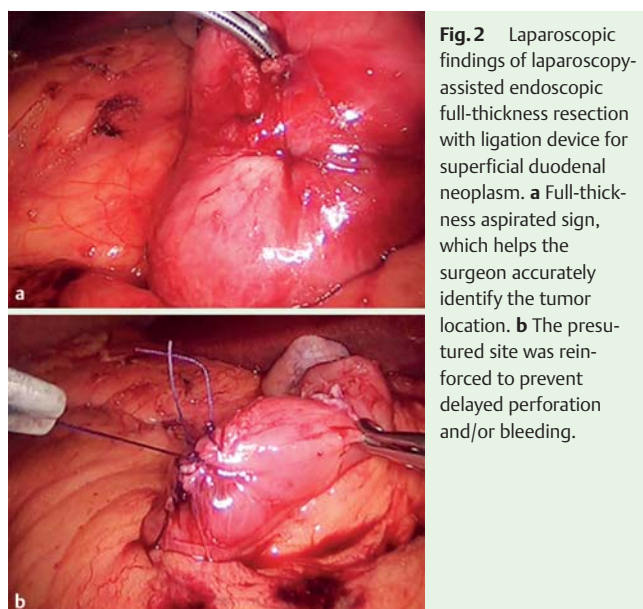 Fig. 2 Laparoscopic
findings of laparoscopy-
assisted endoscopic
full-thickness resection
with ligation device for
superficial duodenal
neoplasm. a Full-thick-
ness aspirated sign,
which helps the
surgeon accurately
identify the tumor
location. b The presu-
tured site was rein-
forced to prevent
delayed perforation
and/or bleeding.
a
b